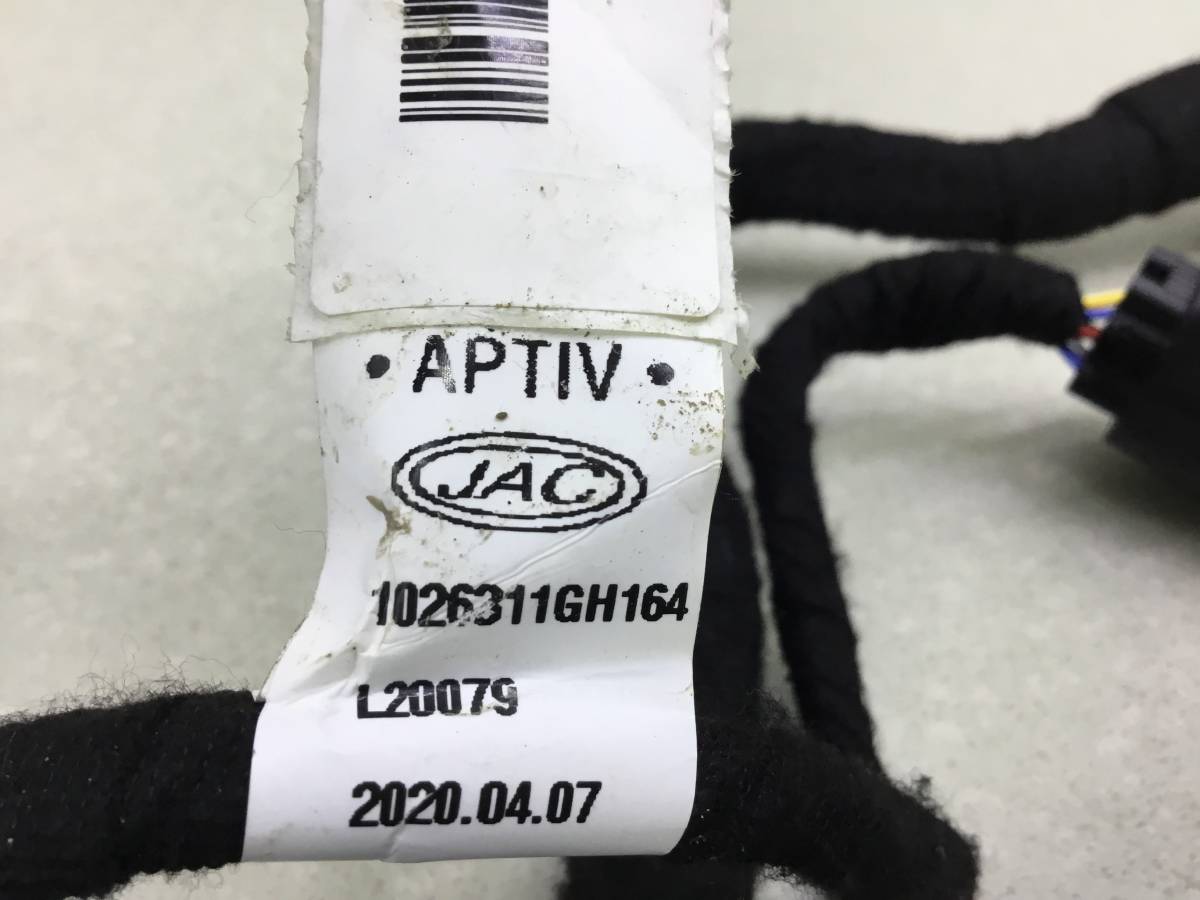 • APTIV •
JAC
1026311GH164
L20079
2020.04.07